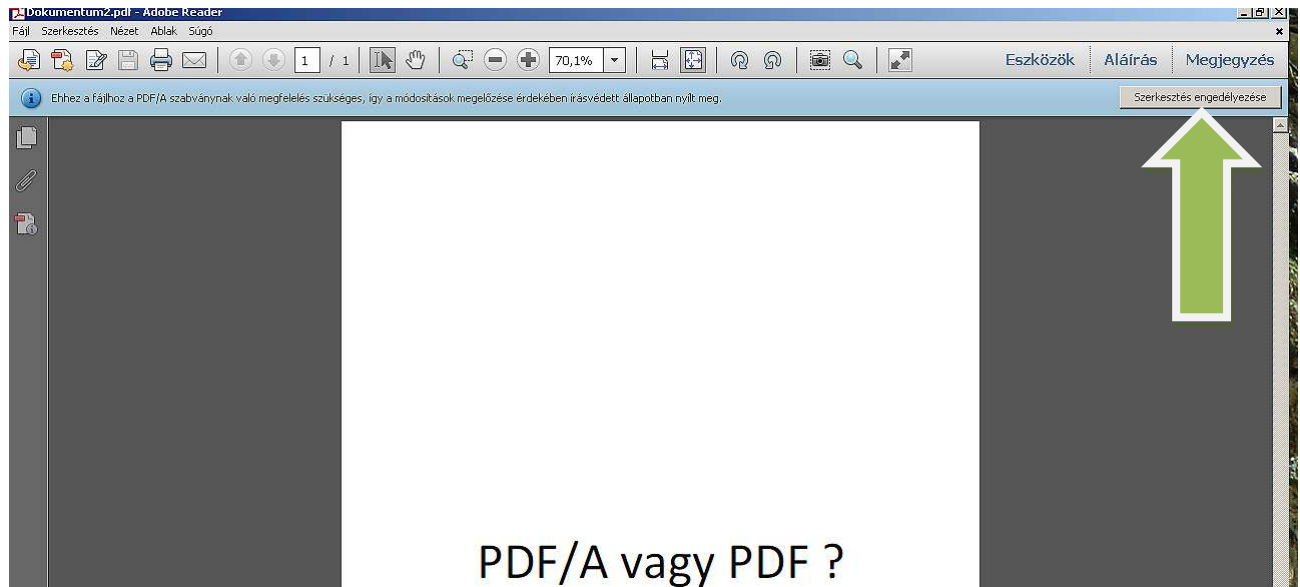 Dokumentum2.pdf - Adobe Reader
Fájl Szerkesztés Nézet Ablak Súgó
1 / 1 70,1% Eszközök Aláírás Megjegyzés
Ehhez a fájlhoz a PDF/A szabványnak való megfelelés szükséges, így a módosítások megelőzése érdekében írásvédett állapotban nyílt meg. Szerkesztés engedélyezése
PDF/A vagy PDF ?